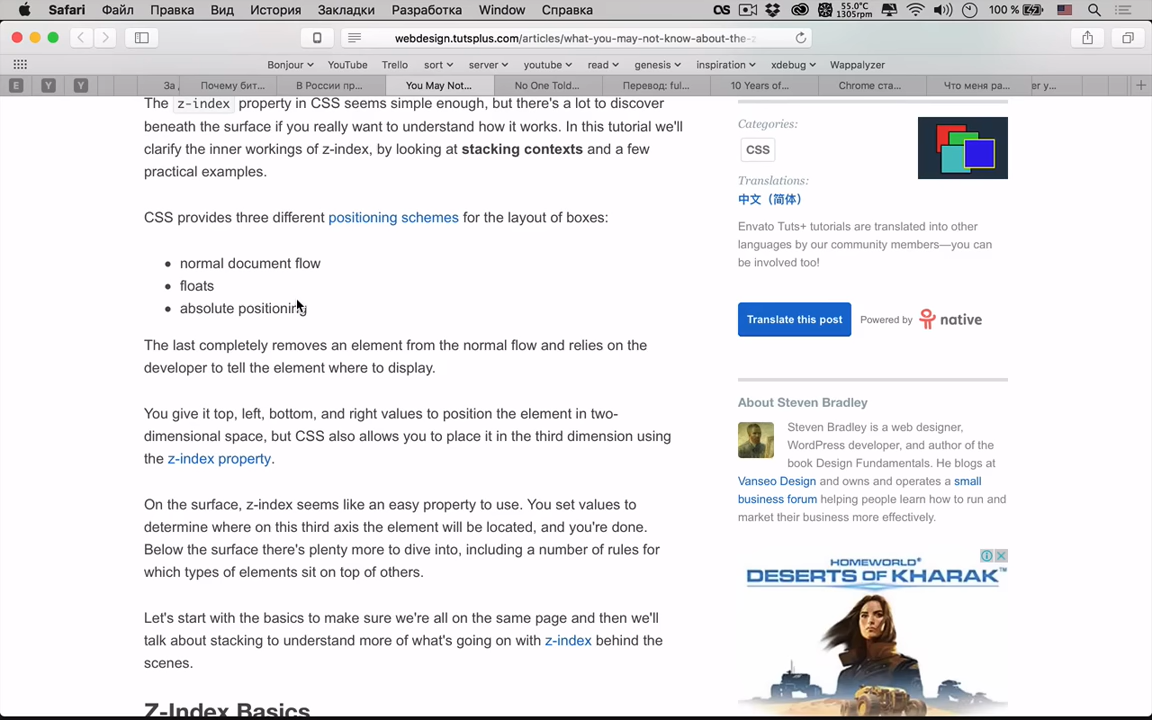 Safari Файл Правка Вид История Закладки Разработка Window Справка 55.0°C 1305rpm 100 %
webdesign.tutsplus.com/articles/what-you-may-not-know-about-the-z
Bonjour YouTube Trello sort server youtube read genesis inspiration xdebug Wappalyzer
E Y Y За Почему бит... В России пр... You May Not... No One Told... Перевод: ful... 10 Years of... Chrome ста... Что меня ра... er y...
The z-index property in CSS seems simple enough, but there's a lot to discover
beneath the surface if you really want to understand how it works. In this tutorial we'll
clarify the inner workings of z-index, by looking at stacking contexts and a few
practical examples.
CSS provides three different positioning schemes for the layout of boxes:
normal document flow
floats
absolute positioning
The last completely removes an element from the normal flow and relies on the
developer to tell the element where to display.
You give it top, left, bottom, and right values to position the element in two-
dimensional space, but CSS also allows you to place it in the third dimension using
the z-index property.
On the surface, z-index seems like an easy property to use. You set values to
determine where on this third axis the element will be located, and you're done.
Below the surface there's plenty more to dive into, including a number of rules for
which types of elements sit on top of others.
Let's start with the basics to make sure we're all on the same page and then we'll
talk about stacking to understand more of what's going on with z-index behind the
scenes.
Z-Index Basics
Categories:
CSS
Translations:
中文（简体）
Envato Tuts+ tutorials are translated into other
languages by our community members—you can
be involved too!
Translate this post Powered by native
About Steven Bradley
Steven Bradley is a web designer,
WordPress developer, and author of the
book Design Fundamentals. He blogs at
Vanseo Design and owns and operates a small
business forum helping people learn how to run and
market their business more effectively.
HOMEWORLD
DESERTS OF KHARAK™